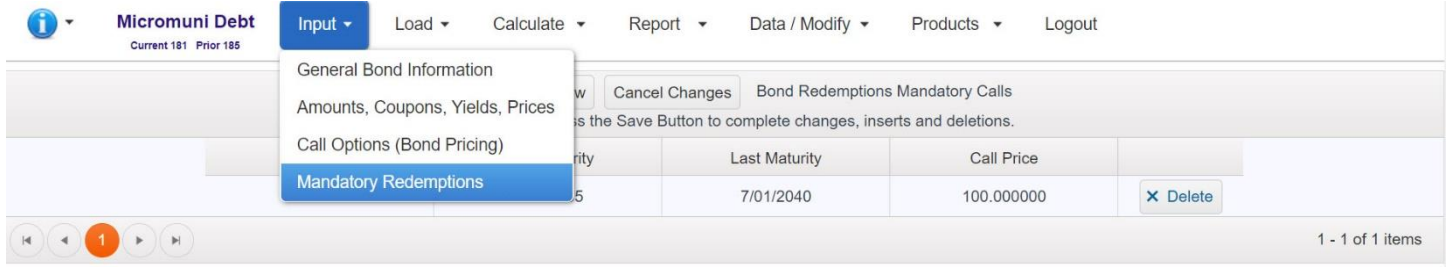 Micromuni Debt
Current 181 Prior 185
Input
Load
Calculate
Report
Data / Modify
Products
Logout
General Bond Information
Amounts, Coupons, Yields, Prices
Call Options (Bond Pricing)
Mandatory Redemptions
Cancel Changes
Bond Redemptions Mandatory Calls
the Save Button to complete changes, inserts and deletions.
Last Maturity
Call Price
7/01/2040
100.000000
× Delete
1
1 - 1 of 1 items